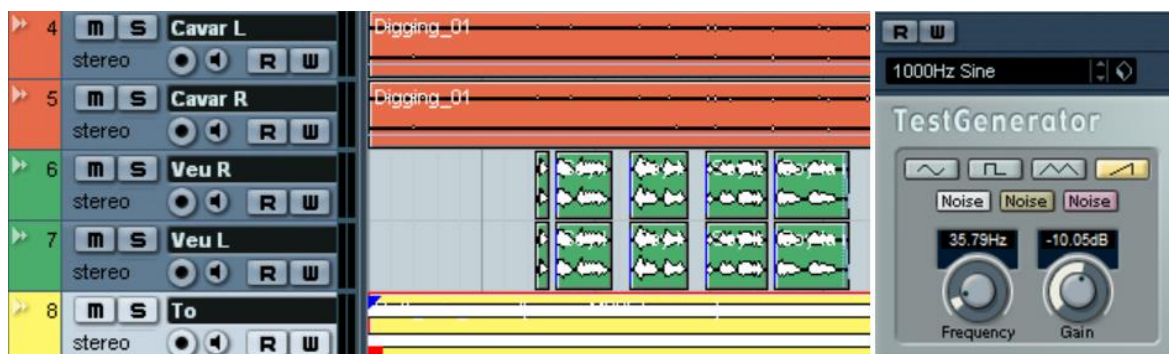 4 m S Cavar L
stereo R W
Digging_01
5 m S Cavar R
stereo R W
Digging_01
6 m S Veu R
stereo R W
7 m S Veu L
stereo R W
8 m S To
stereo R W
R W
1000Hz Sine
TestGenerator
Noise Noise Noise
35.79Hz -10.05dB
Frequency Gain